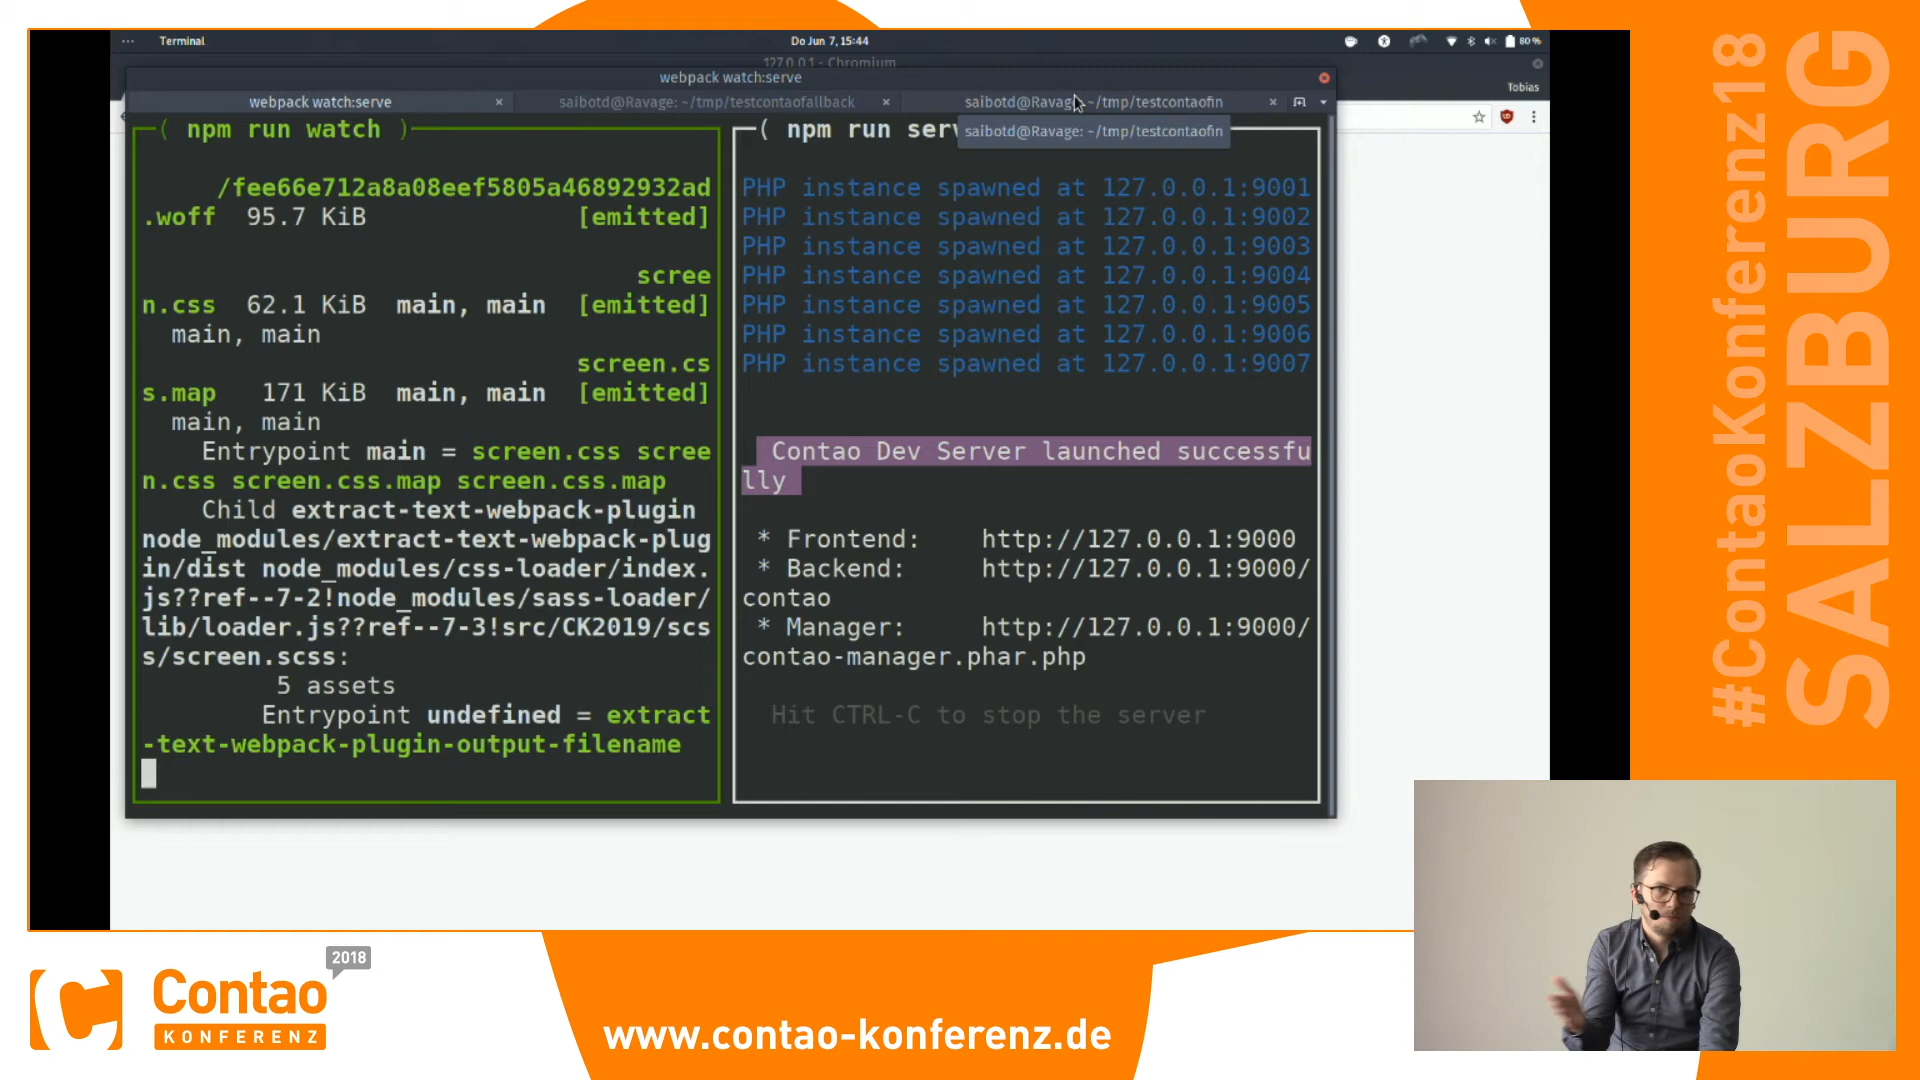 Terminal
Do Jun 7, 15:44
80 %
127.0.0.1 - Chromium
webpack watch:serve
Tobias
webpack watch:serve
saibotd@Ravage: ~/tmp/testcontaofallback
saibotd@Ravage: ~/tmp/testcontaofin
saibotd@Ravage: ~/tmp/testcontaofin
( npm run watch )
/fee66e712a8a08eef5805a46892932ad
.woff 95.7 KiB [emitted]
scree
n.css 62.1 KiB main, main [emitted]
main, main
screen.cs
s.map 171 KiB main, main [emitted]
main, main
Entrypoint main = screen.css scree
n.css screen.css.map screen.css.map
Child extract-text-webpack-plugin
node_modules/extract-text-webpack-plug
in/dist node_modules/css-loader/index.
js??ref--7-2!node_modules/sass-loader/
lib/loader.js??ref--7-3!src/CK2019/scs
s/screen.scss:
5 assets
Entrypoint undefined = extract
-text-webpack-plugin-output-filename
( npm run serv
PHP instance spawned at 127.0.0.1:9001
PHP instance spawned at 127.0.0.1:9002
PHP instance spawned at 127.0.0.1:9003
PHP instance spawned at 127.0.0.1:9004
PHP instance spawned at 127.0.0.1:9005
PHP instance spawned at 127.0.0.1:9006
PHP instance spawned at 127.0.0.1:9007
Contao Dev Server launched successfu
lly
* Frontend: http://127.0.0.1:9000
* Backend: http://127.0.0.1:9000/
contao
* Manager: http://127.0.0.1:9000/
contao-manager.phar.php
Hit CTRL-C to stop the server
#ContaoKonferenz18
SALZBURG
2018
Contao
KONFERENZ
www.contao-konferenz.de